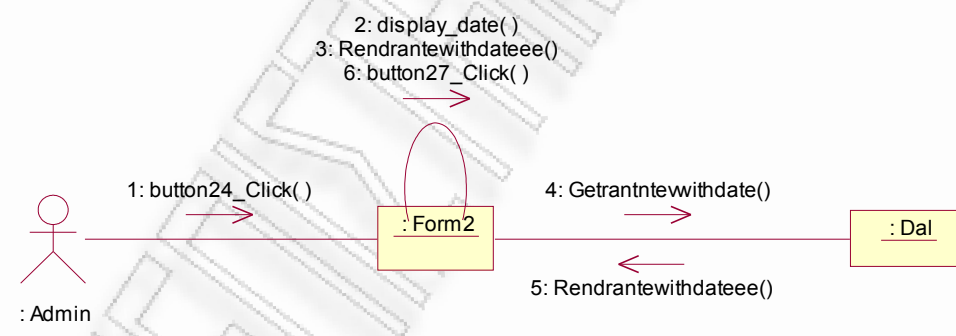 2: display_date( )
3: Rendrantewithdateee()
6: button27_Click( )
1: button24_Click( )
4: Getrantntewithdate()
: Form2
: Dal
5: Rendrantewithdateee()
: Admin